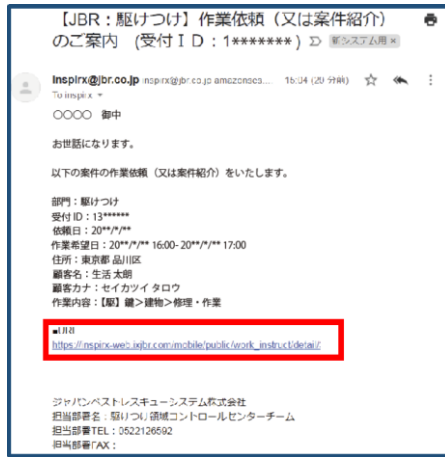 【JBR：駆けつけ】作業依頼（又は案件紹介）
のご案内　(受付ＩＤ：1*******)
新システム用 ×
inspirx@jbr.co.jp
15:04 (20 分前)
To inspirx
〇〇〇〇 御中
お世話になります。
以下の案件の作業依頼（又は案件紹介）をいたします。
部門：駆けつけ
受付 ID：13******
依頼日：20**/*/**
作業希望日：20**/*/** 16:00- 20**/*/** 17:00
住所：東京都 品川区
顧客名：生活 太朗
顧客カナ：セイカツイ タロウ
作業内容：【駆】鍵＞建物＞修理・作業
■URL
https://inspirx-web.ixjbr.com/mobile/public/work_instruct/detail/
ジャパンベストレスキューシステム株式会社
担当部署名：駆けつけ領域コントロールセンターチーム
担当部署TEL：0522126592
担当部署FAX：